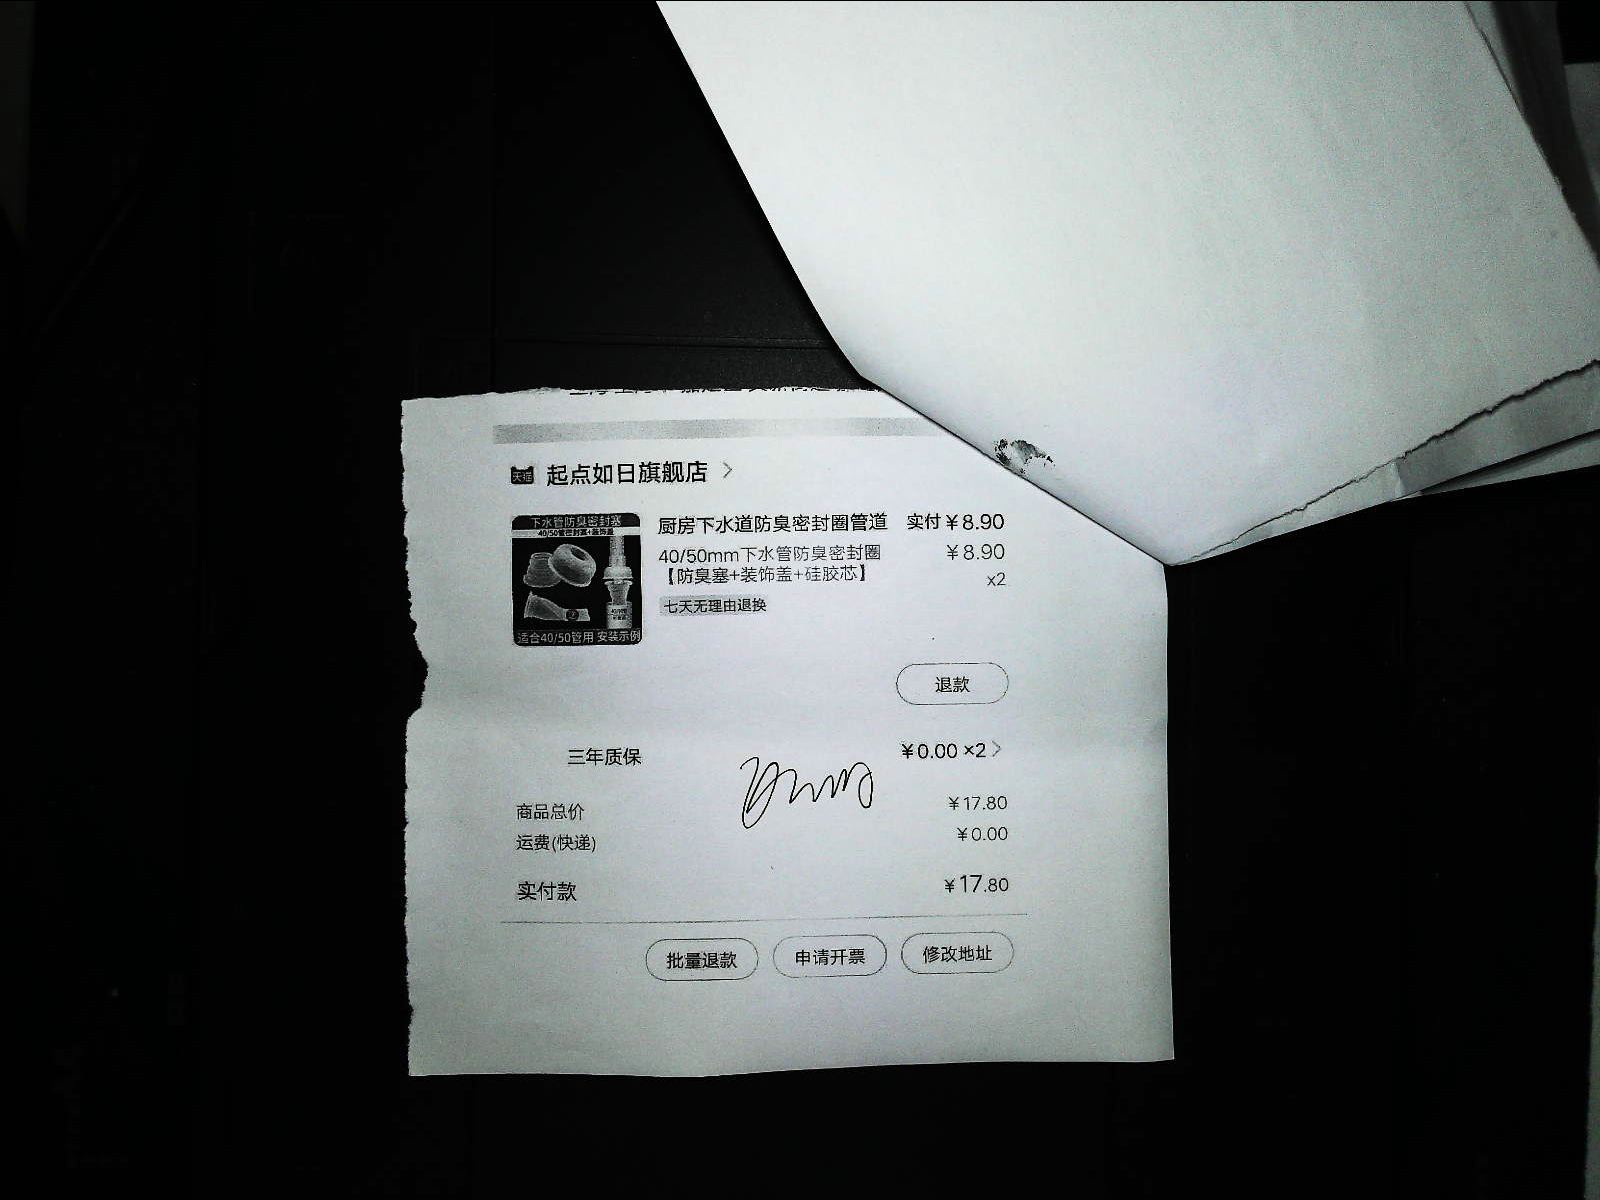 天猫 起点如日旗舰店 >
下水管防臭密封塞
适合40/50管用 安装示例
厨房下水道防臭密封圈管道 实付¥8.90
40/50mm下水管防臭密封圈 ¥8.90
【防臭塞+装饰盖+硅胶芯】 x2
七天无理由退换
退款
三年质保 ¥0.00 ×2 >
商品总价 ¥17.80
运费(快递) ¥0.00
实付款 ¥17.80
批量退款 申请开票 修改地址